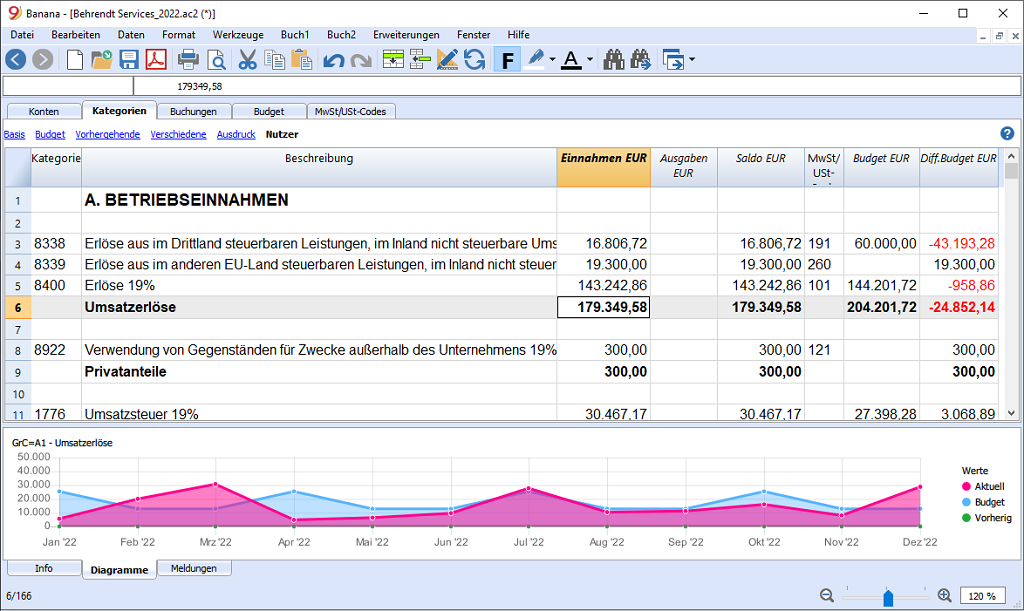 Banana - [Behrendt Services_2022.ac2 (*)]
Datei Bearbeiten Daten Format Werkzeuge Buch1 Buch2 Erweiterungen Fenster Hilfe
F A
179349,58
Konten Kategorien Buchungen Budget MwSt/USt-Codes
Basis Budget Vorhergehende Verschiedene Ausdruck Nutzer
Kategorie Beschreibung Einnahmen EUR Ausgaben EUR Saldo EUR MwSt/USt- Budget EUR Diff.Budget EUR
1 A. BETRIEBSEINNAHMEN
2
3 8338 Erlöse aus im Drittland steuerbaren Leistungen, im Inland nicht steuerbare Ums 16.806,72 16.806,72 191 60.000,00 -43.193,28
4 8339 Erlöse aus im anderen EU-Land steuerbaren Leistungen, im Inland nicht steuer 19.300,00 19.300,00 260 19.300,00
5 8400 Erlöse 19% 143.242,86 143.242,86 101 144.201,72 -958,86
6 Umsatzerlöse 179.349,58 179.349,58 204.201,72 -24.852,14
7
8 8922 Verwendung von Gegenständen für Zwecke außerhalb des Unternehmens 19% 300,00 300,00 121 300,00
9 Privatanteile 300,00 300,00 300,00
10
11 1776 Umsatzsteuer 19% 30.467,17 30.467,17 27.398,28 3.068,89
GrC=A1 - Umsatzerlöse
50.000
40.000
30.000
20.000
10.000
0
Jan '22 Feb '22 Mrz '22 Apr '22 Mai '22 Jun '22 Jul '22 Aug '22 Sep '22 Okt '22 Nov '22 Dez '22
Werte
Aktuell
Budget
Vorherig
Info Diagramme Meldungen
6/166 120 %